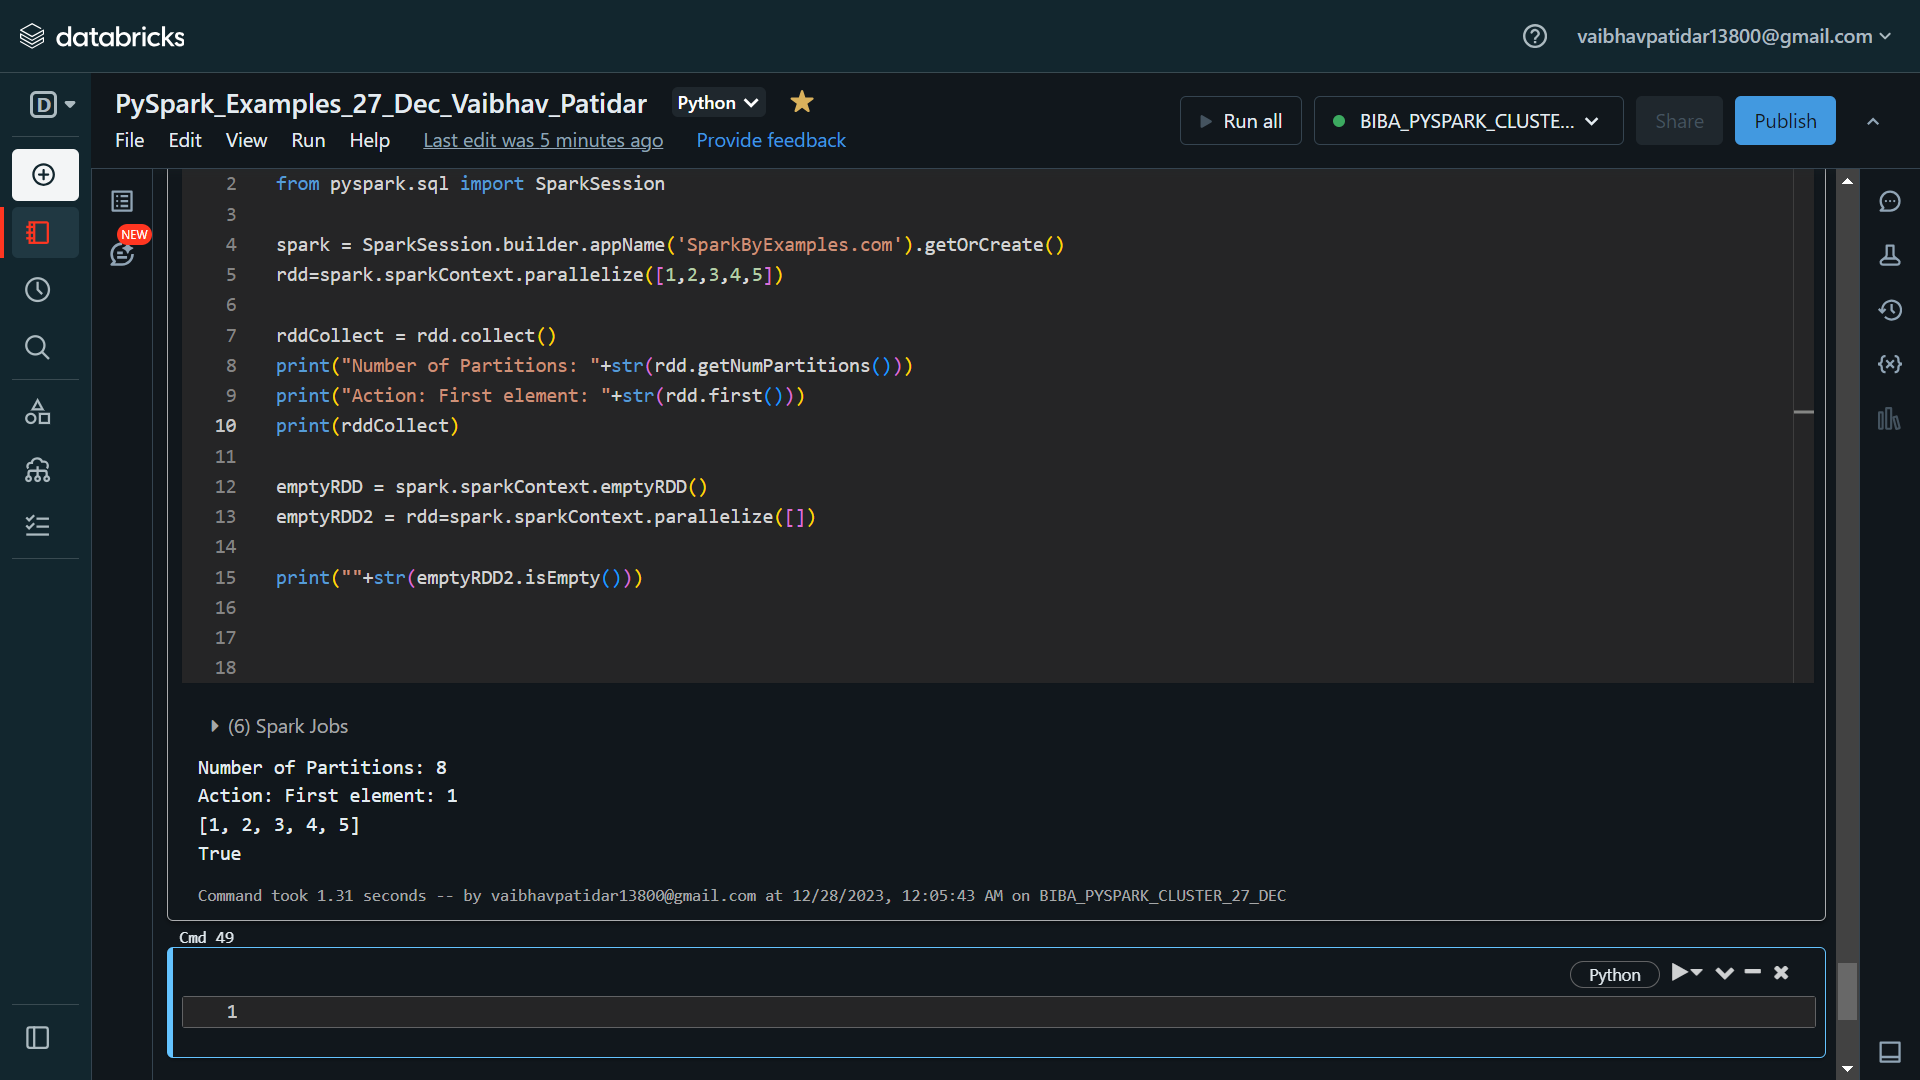 databricks
vaibhavpatidar13800@gmail.com
D
PySpark_Examples_27_Dec_Vaibhav_Patidar Python
File Edit View Run Help Last edit was 5 minutes ago Provide feedback
Run all BIBA_PYSPARK_CLUSTE... Share Publish
NEW
2 from pyspark.sql import SparkSession
3
4 spark = SparkSession.builder.appName('SparkByExamples.com').getOrCreate()
5 rdd=spark.sparkContext.parallelize([1,2,3,4,5])
6
7 rddCollect = rdd.collect()
8 print("Number of Partitions: "+str(rdd.getNumPartitions()))
9 print("Action: First element: "+str(rdd.first()))
10 print(rddCollect)
11
12 emptyRDD = spark.sparkContext.emptyRDD()
13 emptyRDD2 = rdd=spark.sparkContext.parallelize([])
14
15 print(""+str(emptyRDD2.isEmpty()))
16
17
18
(6) Spark Jobs
Number of Partitions: 8
Action: First element: 1
[1, 2, 3, 4, 5]
True
Command took 1.31 seconds -- by vaibhavpatidar13800@gmail.com at 12/28/2023, 12:05:43 AM on BIBA_PYSPARK_CLUSTER_27_DEC
Cmd 49
Python
1